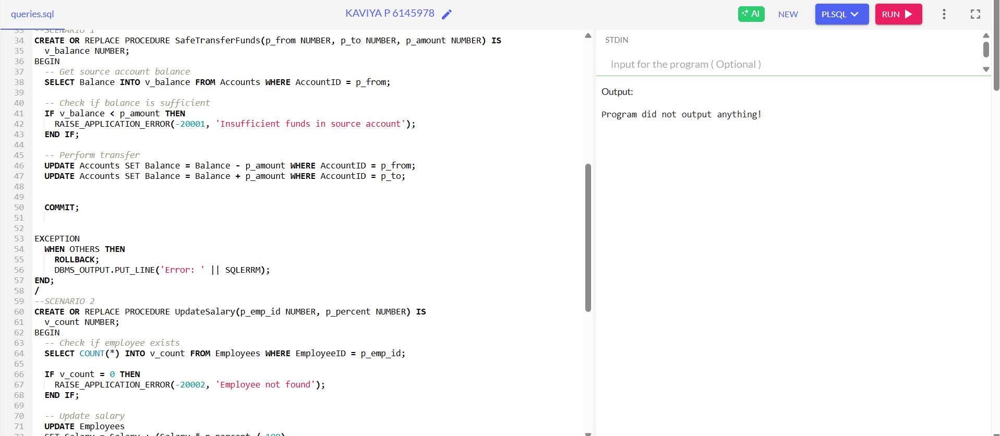 queries.sql
KAVIYA P 6145978
AI
NEW
PLSQL
RUN
33 --SCENARIO 1
34 CREATE OR REPLACE PROCEDURE SafeTransferFunds(p_from NUMBER, p_to NUMBER, p_amount NUMBER) IS
35 v_balance NUMBER;
36 BEGIN
37 -- Get source account balance
38 SELECT Balance INTO v_balance FROM Accounts WHERE AccountID = p_from;
39
40 -- Check if balance is sufficient
41 IF v_balance < p_amount THEN
42 RAISE_APPLICATION_ERROR(-20001, 'Insufficient funds in source account');
43 END IF;
44
45 -- Perform transfer
46 UPDATE Accounts SET Balance = Balance - p_amount WHERE AccountID = p_from;
47 UPDATE Accounts SET Balance = Balance + p_amount WHERE AccountID = p_to;
48
49
50 COMMIT;
51
52
53 EXCEPTION
54 WHEN OTHERS THEN
55 ROLLBACK;
56 DBMS_OUTPUT.PUT_LINE('Error: ' || SQLERRM);
57 END;
58 /
59 --SCENARIO 2
60 CREATE OR REPLACE PROCEDURE UpdateSalary(p_emp_id NUMBER, p_percent NUMBER) IS
61 v_count NUMBER;
62 BEGIN
63 -- Check if employee exists
64 SELECT COUNT(*) INTO v_count FROM Employees WHERE EmployeeID = p_emp_id;
65
66 IF v_count = 0 THEN
67 RAISE_APPLICATION_ERROR(-20002, 'Employee not found');
68 END IF;
69
70 -- Update salary
71 UPDATE Employees
72 SET Salary = Salary + (Salary * p_percent / 100)
STDIN
Input for the program ( Optional )
Output:
Program did not output anything!